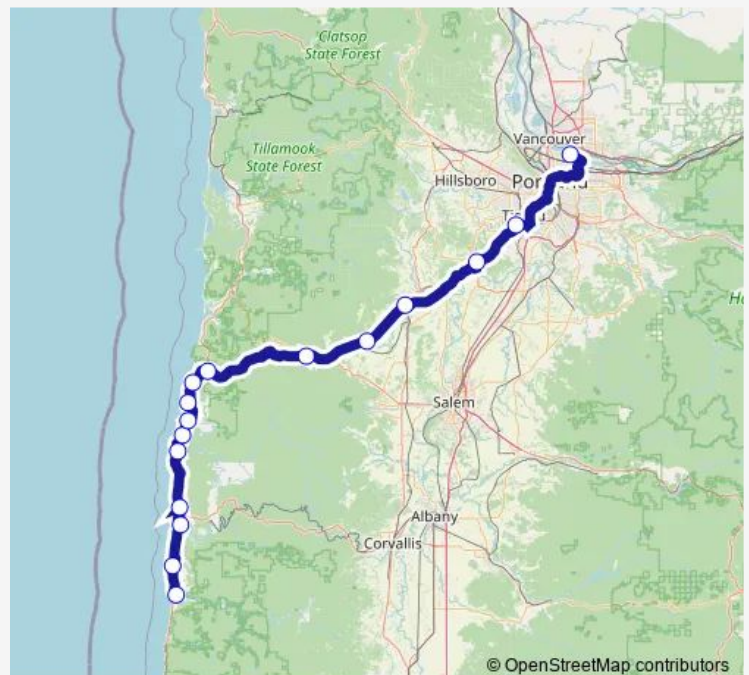 Clatsop
State Forest
Tillamook
State Forest
Vancouver
Hillsboro
Salem
Albany
Corvallis
© OpenStreetMap contributors